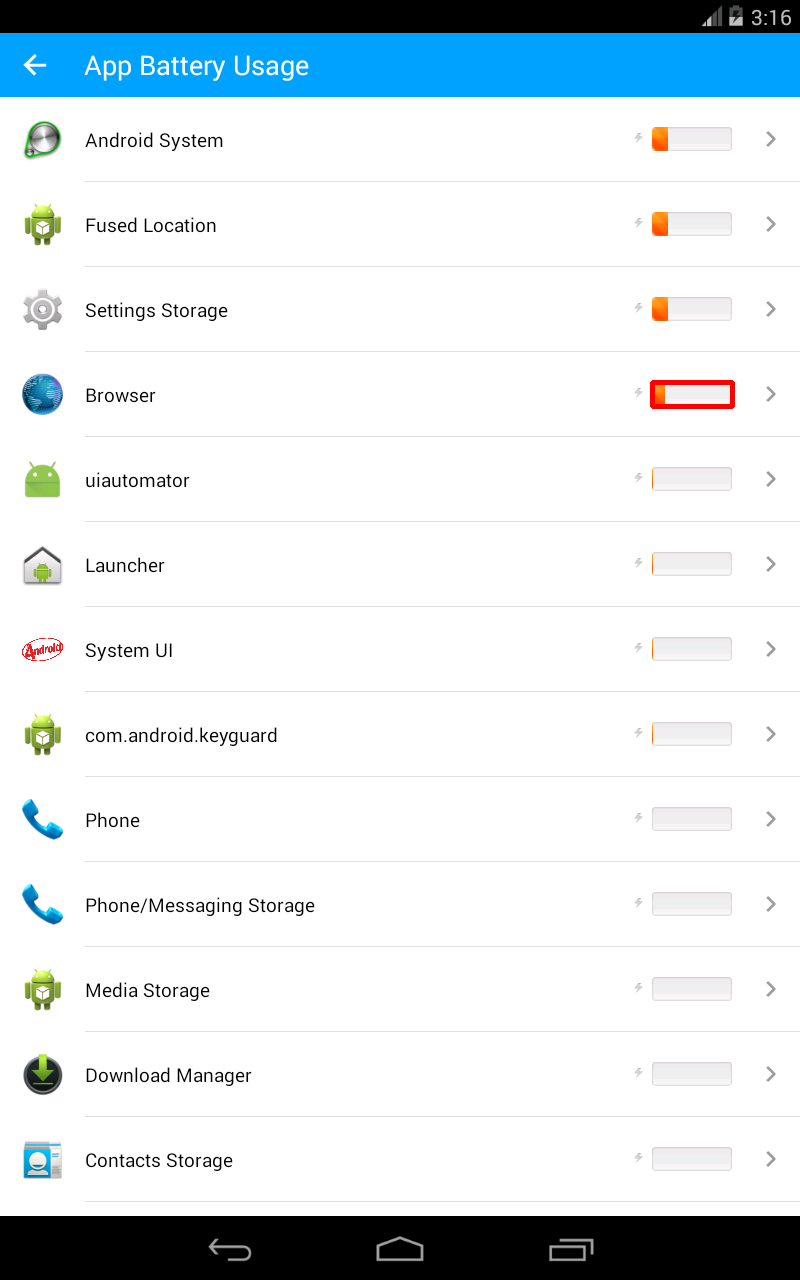 3:16
App Battery Usage
Android System
Fused Location
Settings Storage
Browser
uiautomator
Launcher
Android
System UI
com.android.keyguard
Phone
Phone/Messaging Storage
Media Storage
Download Manager
Contacts Storage